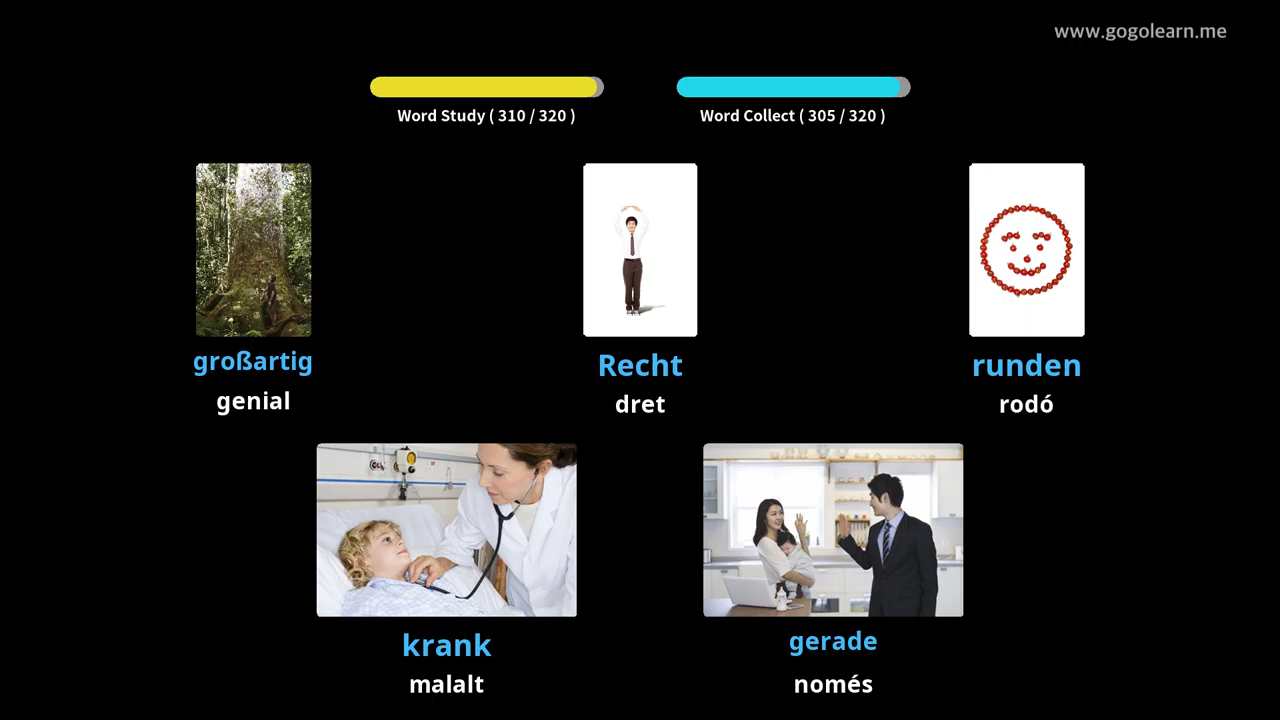 www.gogolearn.me
Word Study ( 310 / 320 )
Word Collect ( 305 / 320 )
großartig
genial
Recht
dret
runden
rodó
krank
malalt
gerade
només